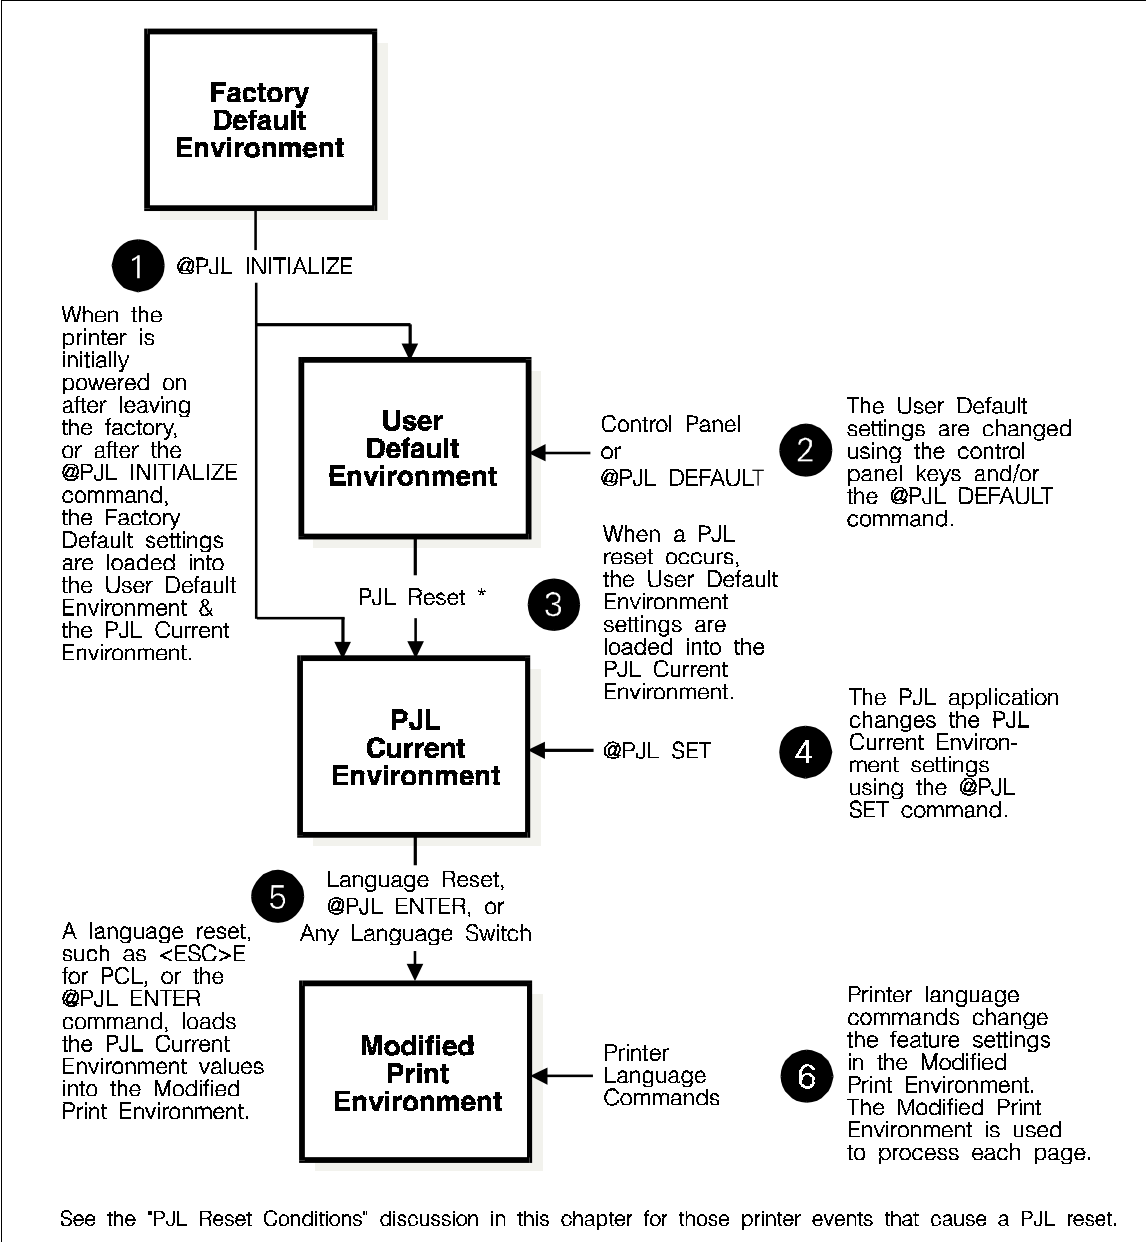 Factory
Default
Environment
1
@PJL INITIALIZE
When the
printer is
initially
powered on
after leaving
the factory,
or after the
@PJL INITIALIZE
command,
the Factory
Default settings
are loaded into
the User Default
Environment &
the PJL Current
Environment.
User
Default
Environment
Control Panel
or
@PJL DEFAULT
2
The User Default
settings are changed
using the control
panel keys and/or
the @PJL DEFAULT
command.
PJL Reset *
3
When a PJL
reset occurs,
the User Default
Environment
settings are
loaded into the
PJL Current
Environment.
PJL
Current
Environment
@PJL SET
4
The PJL application
changes the PJL
Current Environ-
ment settings
using the @PJL
SET command.
5
Language Reset,
@PJL ENTER, or
Any Language Switch
A language reset,
such as <ESC>E
for PCL, or the
@PJL ENTER
command, loads
the PJL Current
Environment values
into the Modified
Print Environment.
Modified
Print
Environment
Printer
Language
Commands
6
Printer language
commands change
the feature settings
in the Modified
Print Environment.
The Modified Print
Environment is used
to process each page.
See the "PJL Reset Conditions" discussion in this chapter for those printer events that cause a PJL reset.